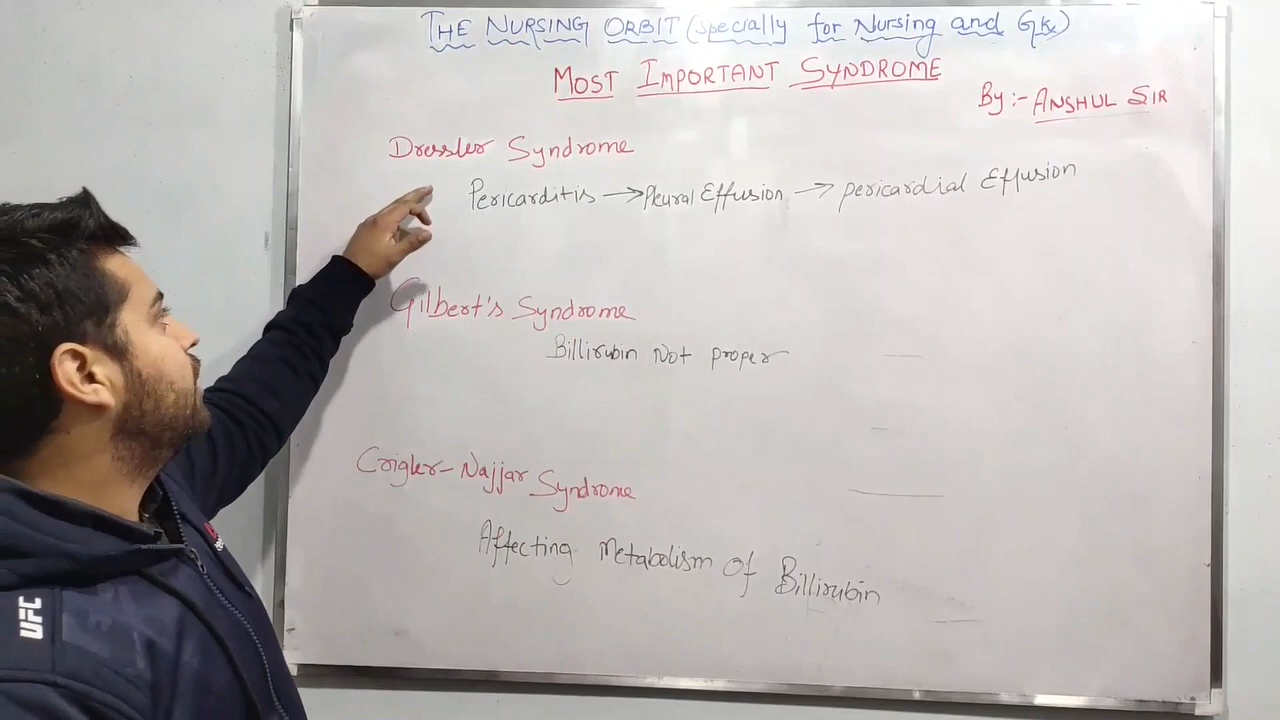 THE NURSING ORBIT (specially for Nursing and Gk)
MOST IMPORTANT SYNDROME
By :- ANSHUL SIR
Dressler Syndrome
Pericarditis → Pleural Effusion → pericardial Effusion
Gilbert's Syndrome
Billirubin Not proper
Crigler-Najjar Syndrome
Affecting Metabolism of Billirubin
UFC